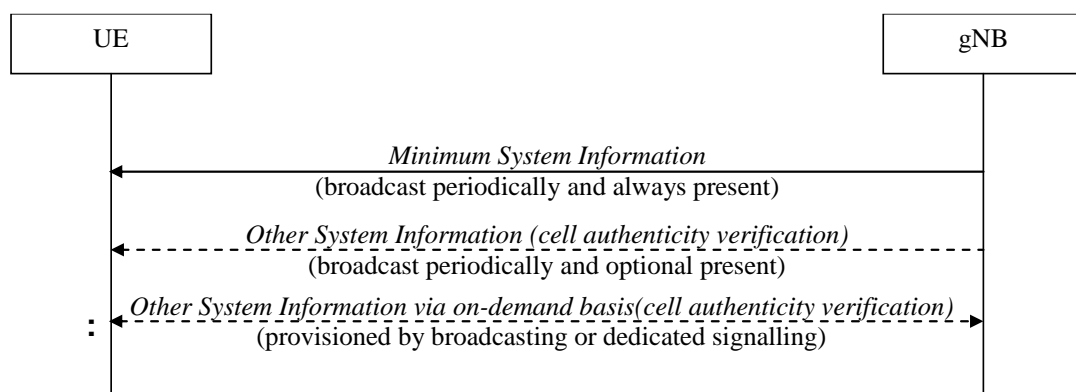 UE gNB
Minimum System Information
(broadcast periodically and always present)
Other System Information (cell authenticity verification)
(broadcast periodically and optional present)
Other System Information via on-demand basis(cell authenticity verification)
:
(provisioned by broadcasting or dedicated signalling)